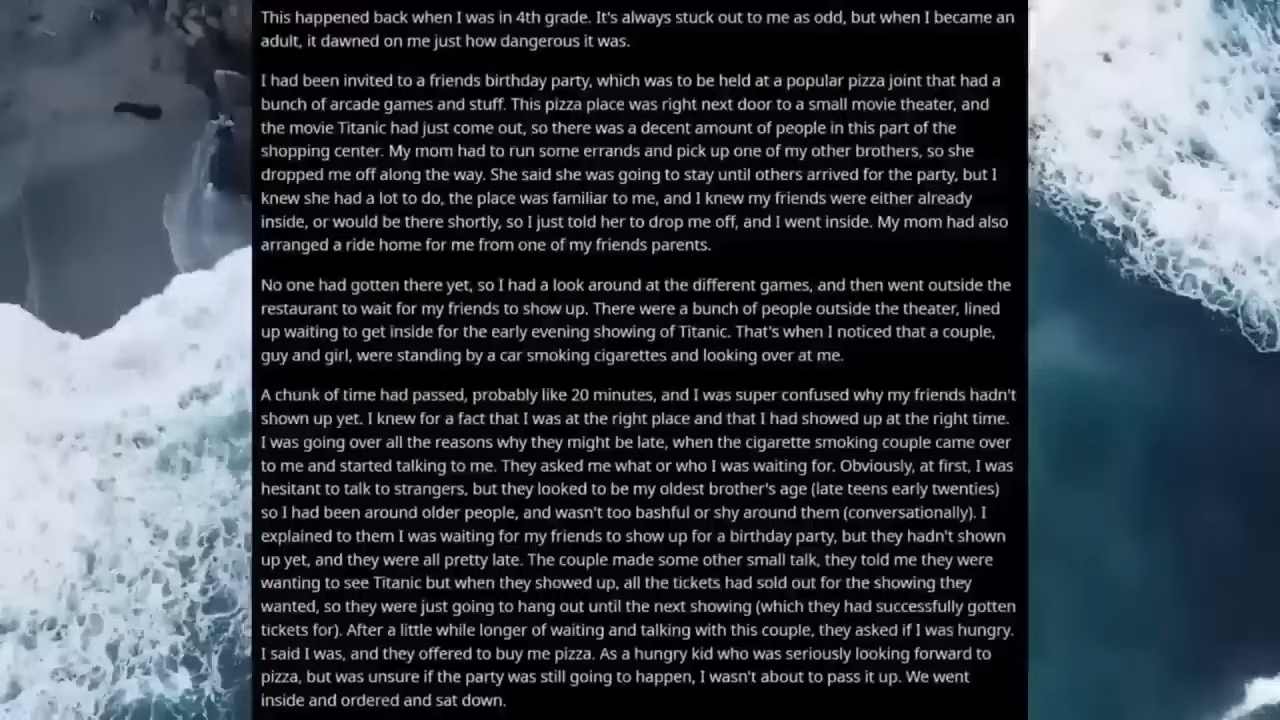 This happened back when I was in 4th grade. It's always stuck out to me as odd, but when I became an
adult, it dawned on me just how dangerous it was.
I had been invited to a friends birthday party, which was to be held at a popular pizza joint that had a
bunch of arcade games and stuff. This pizza place was right next door to a small movie theater, and
the movie Titanic had just come out, so there was a decent amount of people in this part of the
shopping center. My mom had to run some errands and pick up one of my other brothers, so she
dropped me off along the way. She said she was going to stay until others arrived for the party, but I
knew she had a lot to do, the place was familiar to me, and I knew my friends were either already
inside, or would be there shortly, so I just told her to drop me off, and I went inside. My mom had also
arranged a ride home for me from one of my friends parents.
No one had gotten there yet, so I had a look around at the different games, and then went outside the
restaurant to wait for my friends to show up. There were a bunch of people outside the theater, lined
up waiting to get inside for the early evening showing of Titanic. That's when I noticed that a couple,
guy and girl, were standing by a car smoking cigarettes and looking over at me.
A chunk of time had passed, probably like 20 minutes, and I was super confused why my friends hadn't
shown up yet. I knew for a fact that I was at the right place and that I had showed up at the right time.
I was going over all the reasons why they might be late, when the cigarette smoking couple came over
to me and started talking to me. They asked me what or who I was waiting for. Obviously, at first, I was
hesitant to talk to strangers, but they looked to be my oldest brother's age (late teens early twenties)
so I had been around older people, and wasn't too bashful or shy around them (conversationally). I
explained to them I was waiting for my friends to show up for a birthday party, but they hadn't shown
up yet, and they were all pretty late. The couple made some other small talk, they told me they were
wanting to see Titanic but when they showed up, all the tickets had sold out for the showing they
wanted, so they were just going to hang out until the next showing (which they had successfully gotten
tickets for). After a little while longer of waiting and talking with this couple, they asked if I was hungry.
I said I was, and they offered to buy me pizza. As a hungry kid who was seriously looking forward to
pizza, but was unsure if the party was still going to happen, I wasn't about to pass it up. We went
inside and ordered and sat down.